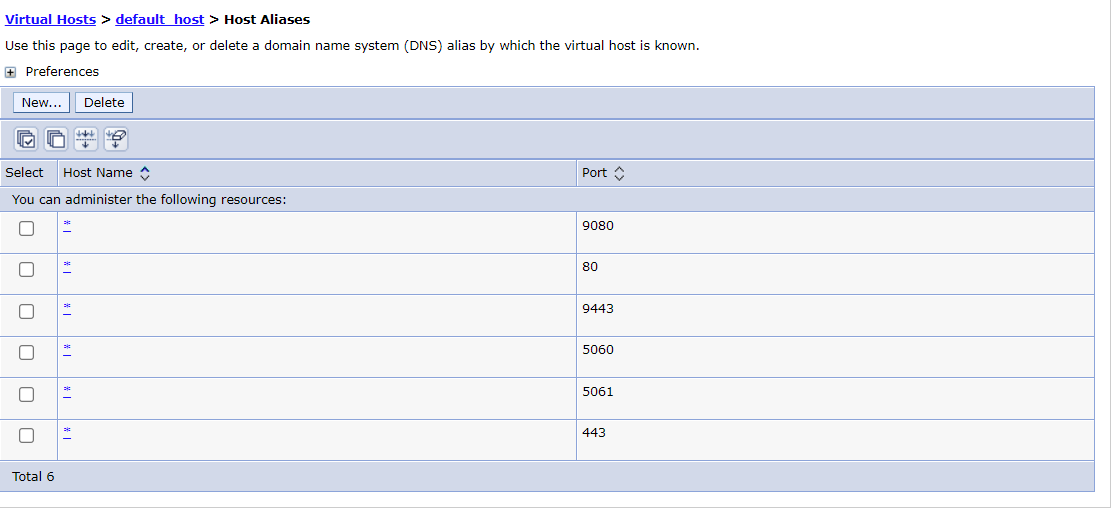 Virtual Hosts > default_host > Host Aliases
Use this page to edit, create, or delete a domain name system (DNS) alias by which the virtual host is known.
Preferences
New... Delete
Select Host Name Port
You can administer the following resources:
* 9080
* 80
* 9443
* 5060
* 5061
* 443
Total 6